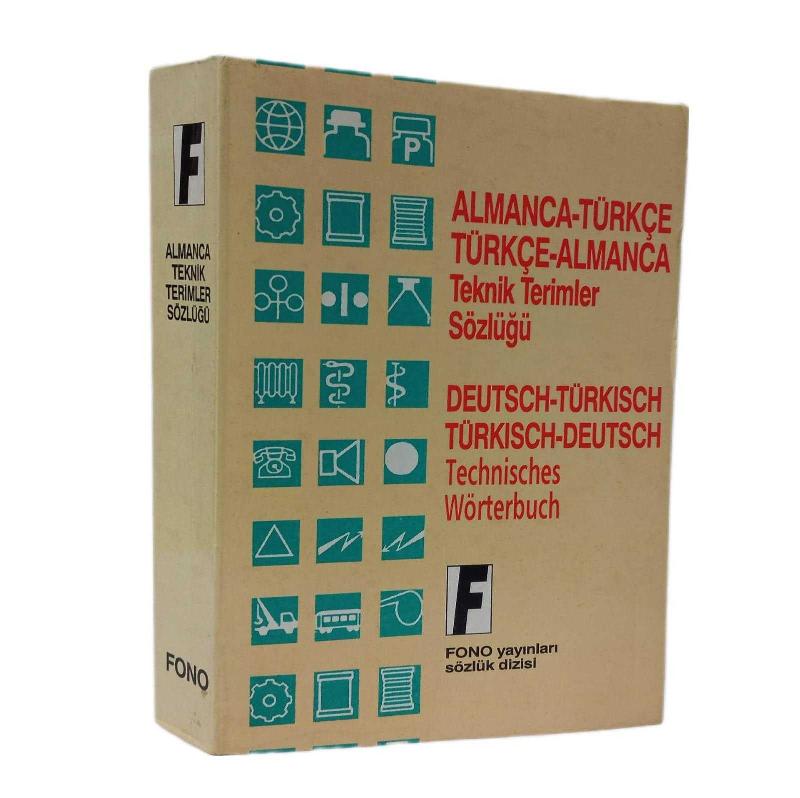 F
ALMANCA
TEKNİK
TERİMLER
SÖZLÜĞÜ
FONO
P
ALMANCA-TÜRKÇE
TÜRKÇE-ALMANCA
Teknik Terimler
Sözlüğü
DEUTSCH-TÜRKISCH
TÜRKISCH-DEUTSCH
Technisches
Wörterbuch
F
FONO yayınları
sözlük dizisi